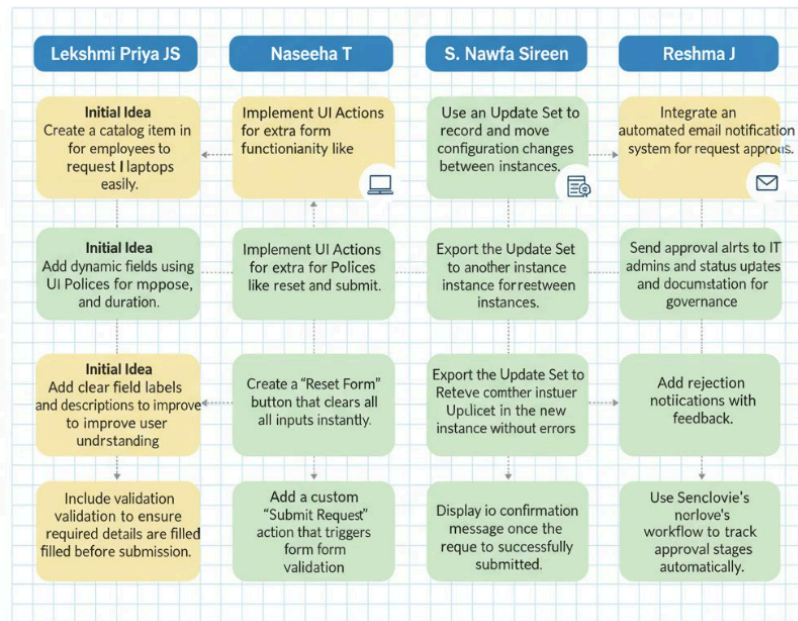 Lekshmi Priya JS
Naseeha T
S. Nawfa Sireen
Reshma J
Initial Idea
Create a catalog item in
for employees to
request I laptops
easily.
Implement UI Actions
for extra form
functionianity like
Use an Update Set to
record and move
configuration changes
between instances.
Integrate an
automated email notification
system for request approus.
Initial Idea
Add dynamic fields using
UI Polices for mopose,
and duration.
Implement UI Actions
for extra for Polices
like reset and submit.
Export the Update Set
to another instance
instance forreetween
instances.
Send approval alrts to IT
admins and status updates
and documstation for
governance
Initial Idea
Add clear field labels
and descriptions to improve
to improve user
undrstanding
Create a "Reset Form"
button that clears all
all inputs instantly.
Export the Update Set to
Reteve comther instuer
Uplicet in the new
instance without errors
Add rejection
notiications with
feedback.
Include validation
validation to ensure
required details are filled
filled before submission.
Add a custom
"Submit Request"
action that triggers
form form
validation
Display io confirmation
message once the
reque to successfully
submitted.
Use Senclovie's
norlove's
workflow to track
approval stages
automatically.